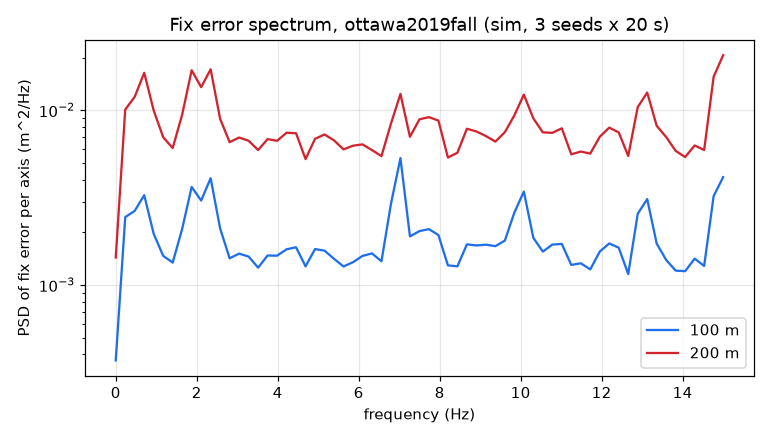 Fix error spectrum, ottawa2019fall (sim, 3 seeds x 20 s)
PSD of fix error per axis (m^2/Hz)
10⁻²
10⁻³
100 m
200 m
0 2 4 6 8 10 12 14
frequency (Hz)